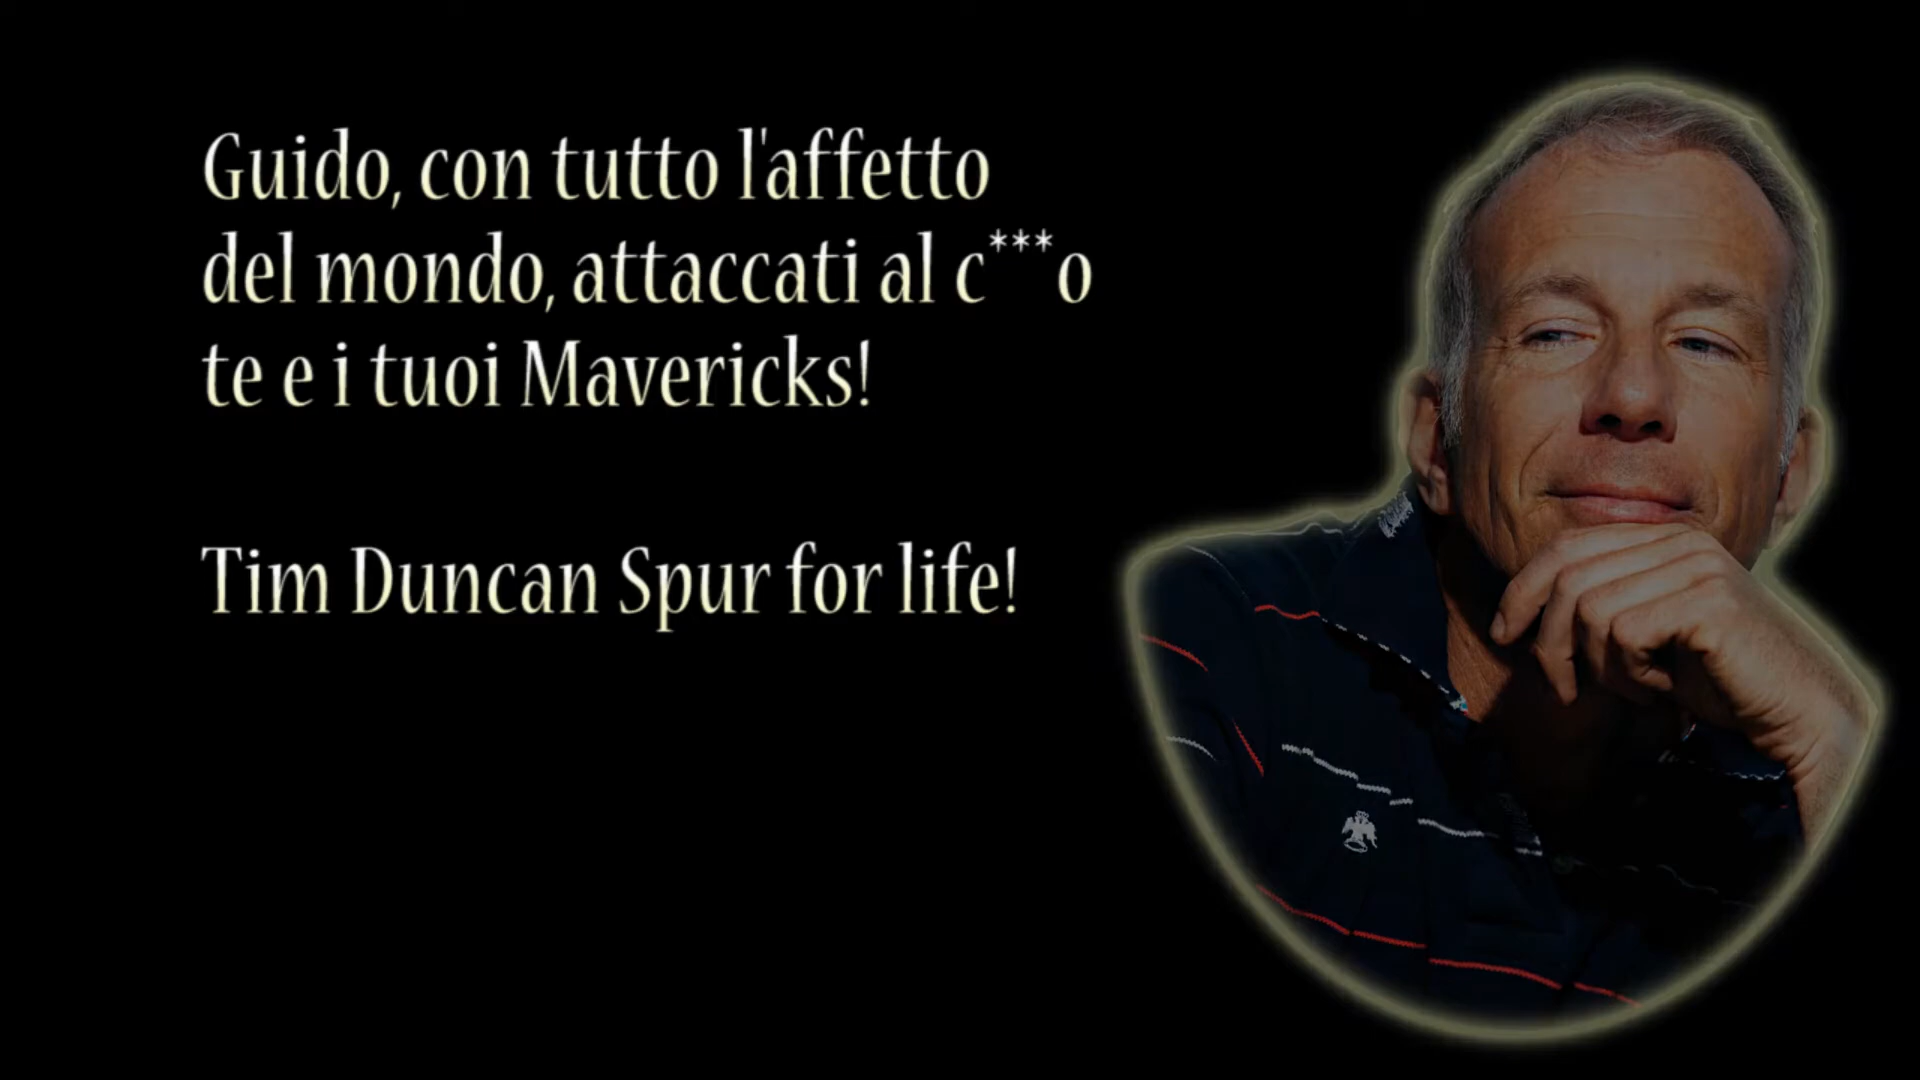 Guido, con tutto l'affetto
del mondo, attaccati al c***o
te e i tuoi Mavericks!
Tim Duncan Spur for life!